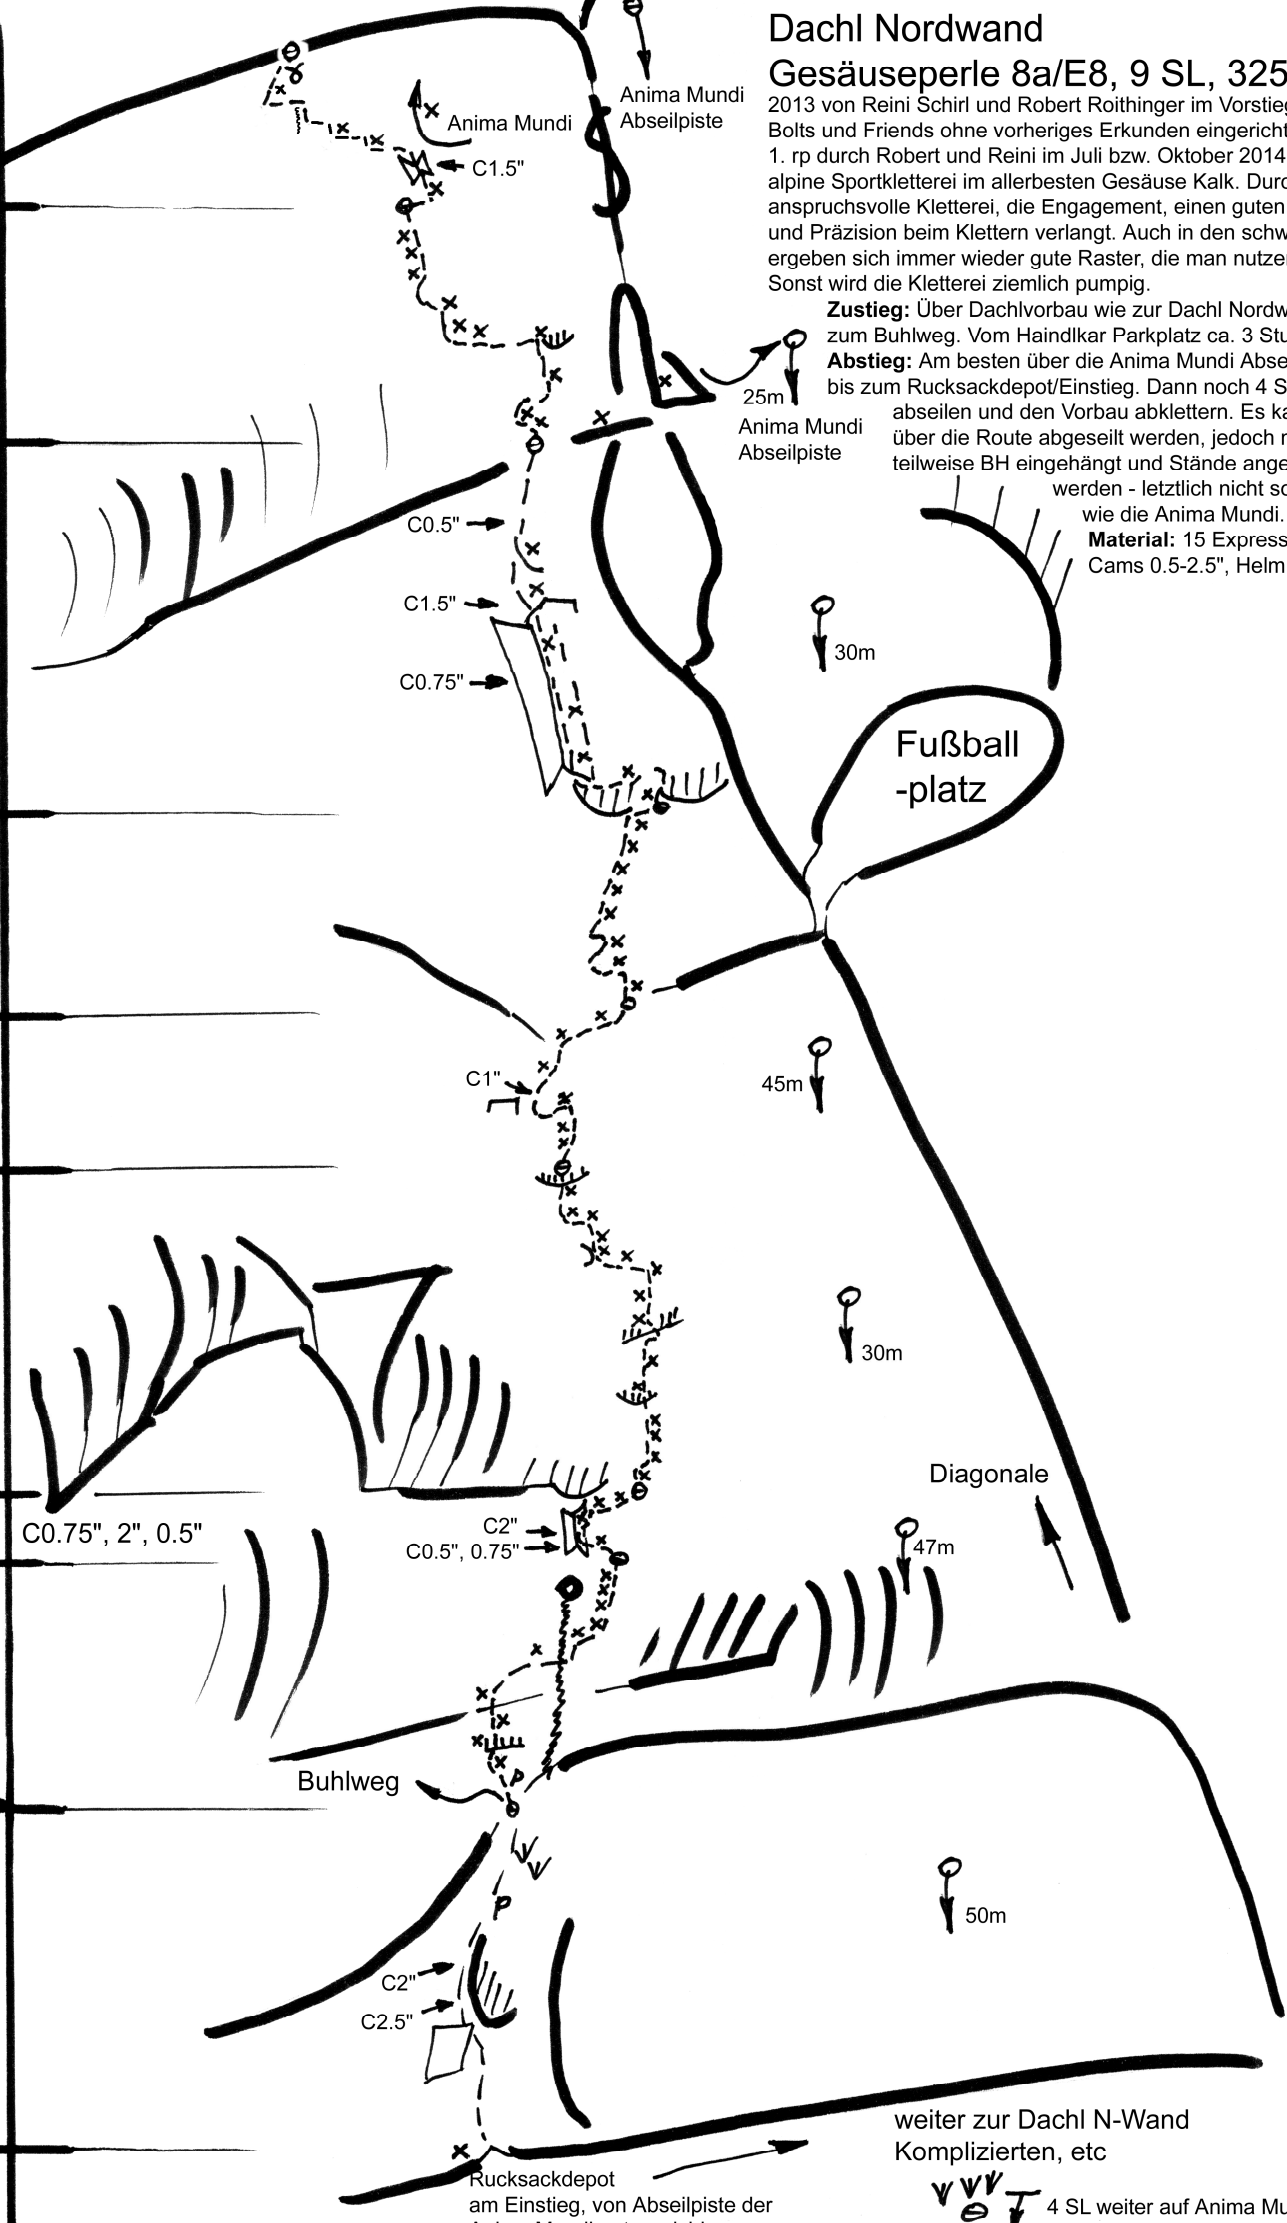 Dachl Nordwand
Gesäuseperle 8a/E8, 9 SL, 325
2013 von Reini Schirl und Robert Roithinger im Vorstieg
Bolts und Friends ohne vorheriges Erkunden eingericht
1. rp durch Robert und Reini im Juli bzw. Oktober 2014
alpine Sportkletterei im allerbesten Gesäuse Kalk. Durc
anspruchsvolle Kletterei, die Engagement, einen guten
und Präzision beim Klettern verlangt. Auch in den schw
ergeben sich immer wieder gute Raster, die man nutze
Sonst wird die Kletterei ziemlich pumpig.
Zustieg: Über Dachlvorbau wie zur Dachl Nordw
zum Buhlweg. Vom Haindlkar Parkplatz ca. 3 Stu
Abstieg: Am besten über die Anima Mundi Abse
bis zum Rucksackdepot/Einstieg. Dann noch 4 S
abseilen und den Vorbau abklettern. Es ka
über die Route abgeseilt werden, jedoch
teilweise BH eingehängt und Stände ange
werden - letztlich nicht so
wie die Anima Mundi.
Material: 15 Express
Cams 0.5-2.5", Helm
Anima Mundi
Abseilpiste
Anima Mundi
C1.5"
25m
Anima Mundi
Abseilpiste
C0.5"
C1.5"
30m
C0.75"
Fußball
-platz
45m
C1"
30m
Diagonale
C0.75", 2", 0.5"
C2"
C0.5", 0.75"
47m
Buhlweg
P
P
50m
C2"
C2.5"
weiter zur Dachl N-Wand
Komplizierten, etc
Rucksackdepot
am Einstieg, von Abseilpiste der
4 SL weiter auf Anima Mu